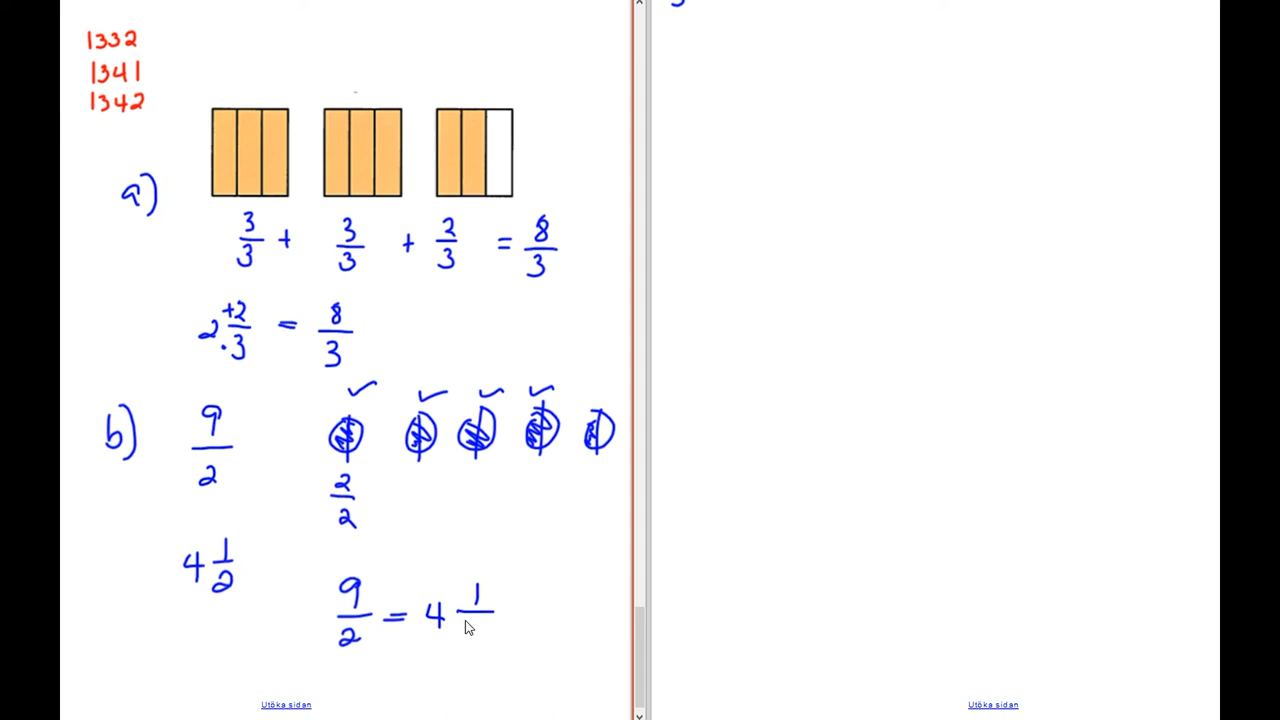 1332
1341
1342
a)
3/3 + 3/3 + 2/3 = 8/3
2 +2/·3 = 8/3
b) 9/2
2/2
4 1/2
9/2 = 4 1/
Utöka sidan
Utöka sidan